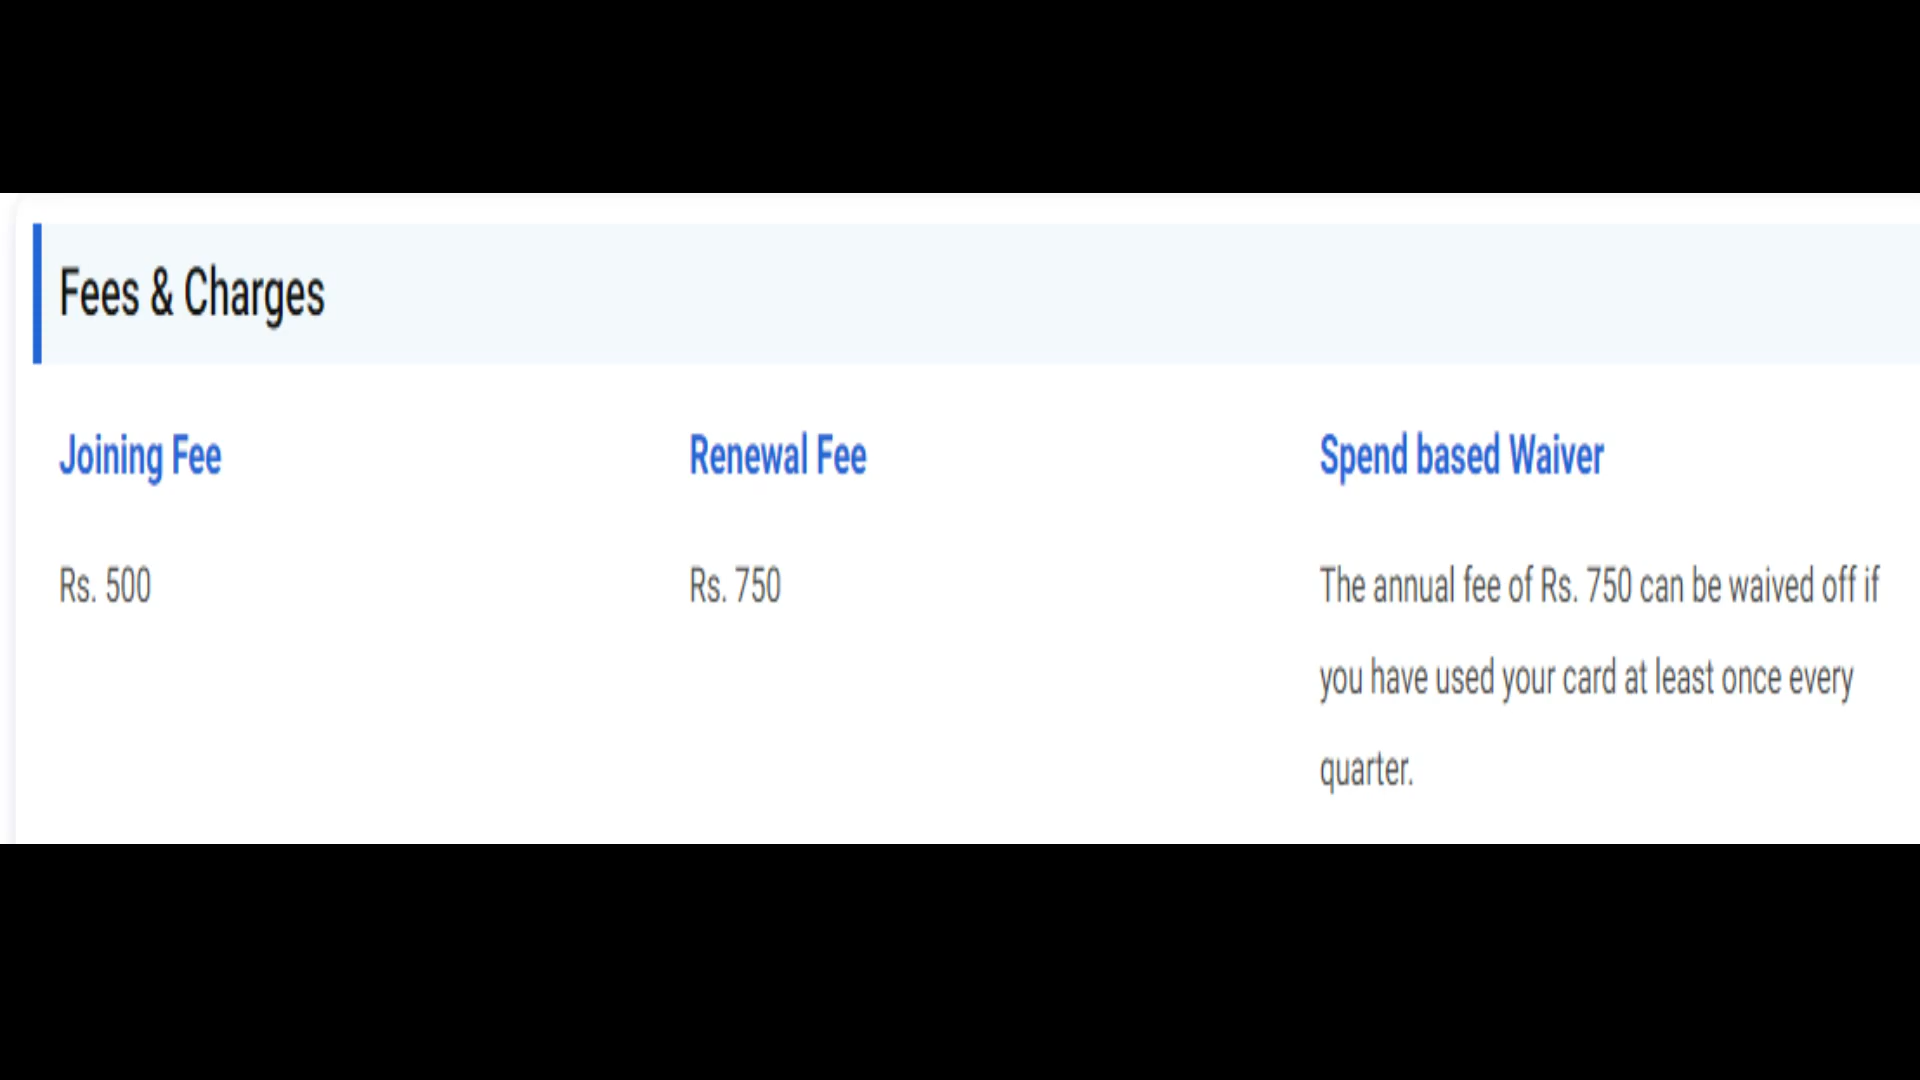 Fees & Charges
Joining Fee
Renewal Fee
Spend based Waiver
Rs. 500
Rs. 750
The annual fee of Rs. 750 can be waived off if
you have used your card at least once every
quarter.